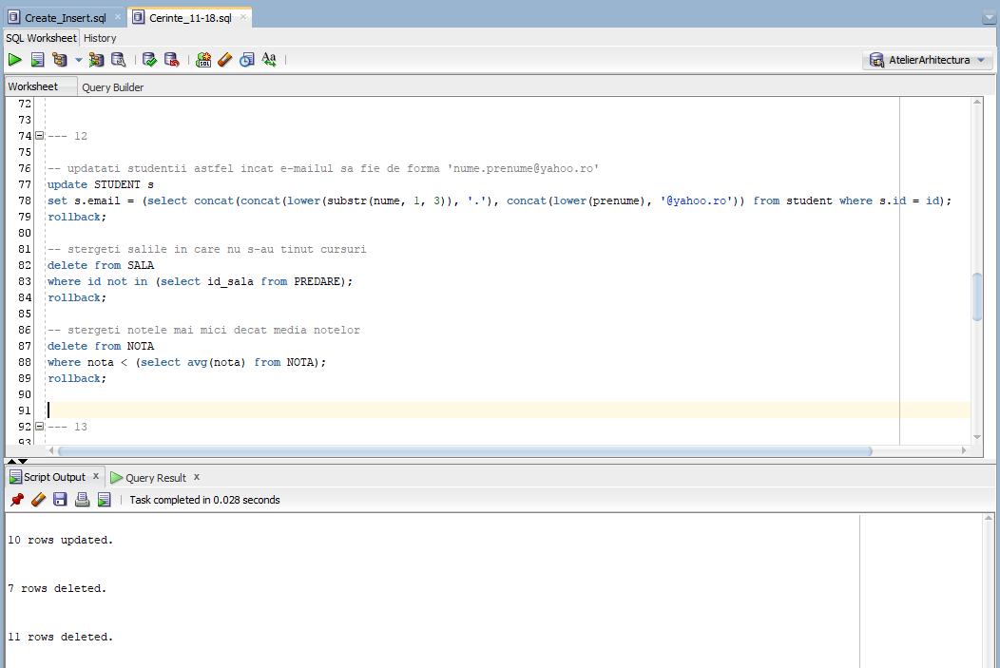 Create_Insert.sql
Cerinte_11-18.sql
SQL Worksheet
History
AtelierArhitectura
Worksheet
Query Builder
72
73
74 --- 12
75
76 -- updatati studentii astfel incat e-mailul sa fie de forma 'nume.prenume@yahoo.ro'
77 update STUDENT s
78 set s.email = (select concat(concat(lower(substr(nume, 1, 3)), '.'), concat(lower(prenume), '@yahoo.ro')) from student where s.id = id);
79 rollback;
80
81 -- stergeti salile in care nu s-au tinut cursuri
82 delete from SALA
83 where id not in (select id_sala from PREDARE);
84 rollback;
85
86 -- stergeti notele mai mici decat media notelor
87 delete from NOTA
88 where nota < (select avg(nota) from NOTA);
89 rollback;
90
91
92 --- 13
93
Script Output x
Query Result x
Task completed in 0.028 seconds
10 rows updated.
7 rows deleted.
11 rows deleted.